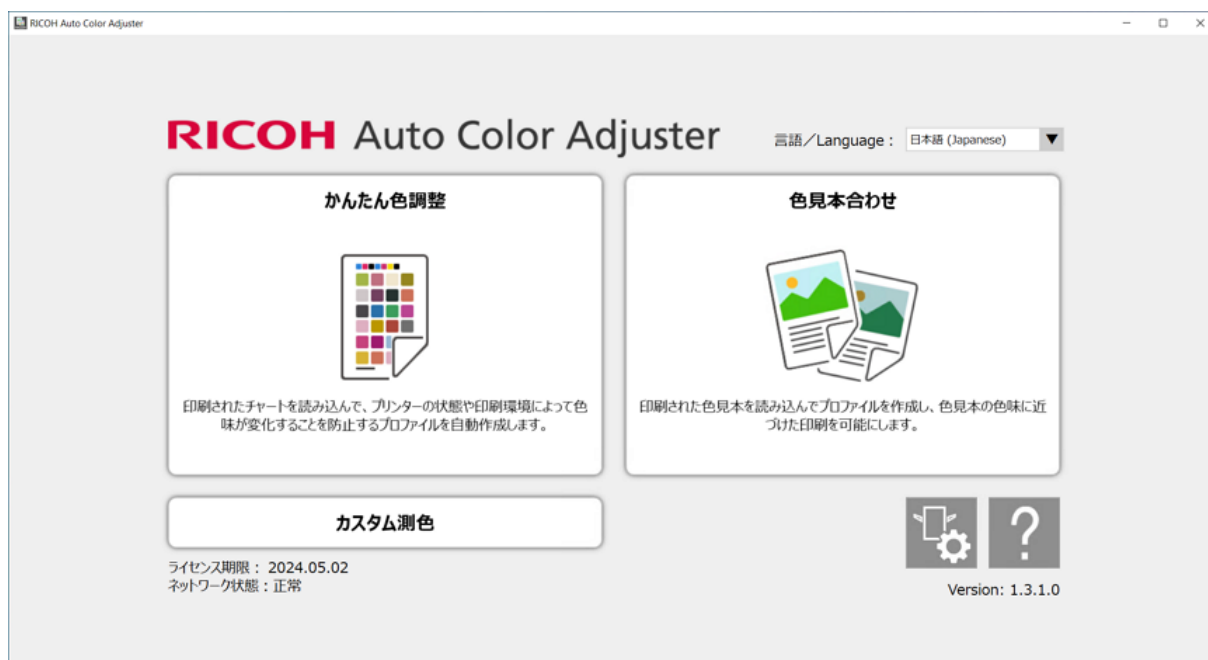 RICOH Auto Color Adjuster
RICOH Auto Color Adjuster
言語／Language : 日本語 (Japanese)
かんたん色調整
印刷されたチャートを読み込んで、プリンターの状態や印刷環境によって色
味が変化することを防止するプロファイルを自動作成します。
色見本合わせ
印刷された色見本を読み込んでプロファイルを作成し、色見本の色味に近
づけた印刷を可能にします。
カスタム測色
ライセンス期限： 2024.05.02
ネットワーク状態：正常
?
Version: 1.3.1.0